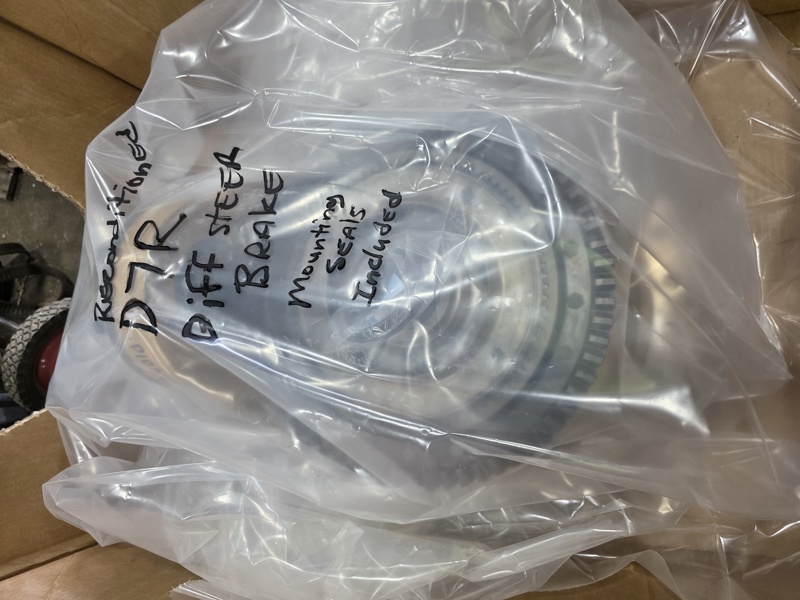 Reconditioned
D7R
Diff STEER
BRAKE
Mounting
SEALS
Included